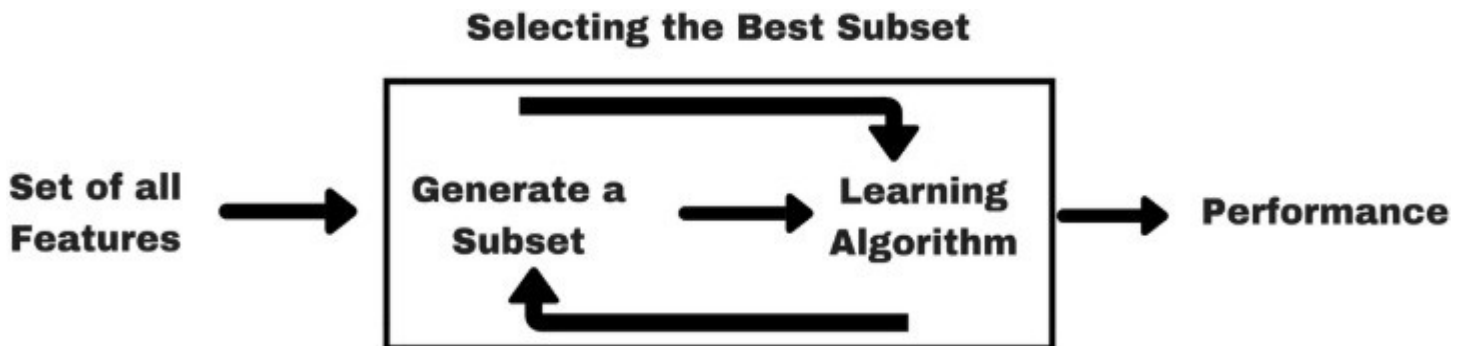 Selecting the Best Subset
Set of all
Features
Generate a
Subset
Learning
Algorithm
Performance